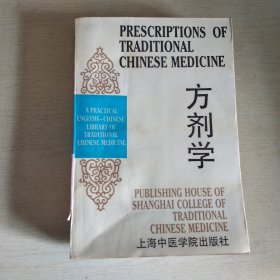 PRESCRIPTIONS OF
TRADITIONAL
CHINESE MEDICINE
A PRACTICAL
ENGLISH-CHINESE
LIBRARY OF
TRADITIONAL
CHINESE MEDICINE
方剂学
PUBLISHING HOUSE OF
SHANGHAI COLLEGE OF
TRADITIONAL
CHINESE MEDICINE
上海中医学院出版社